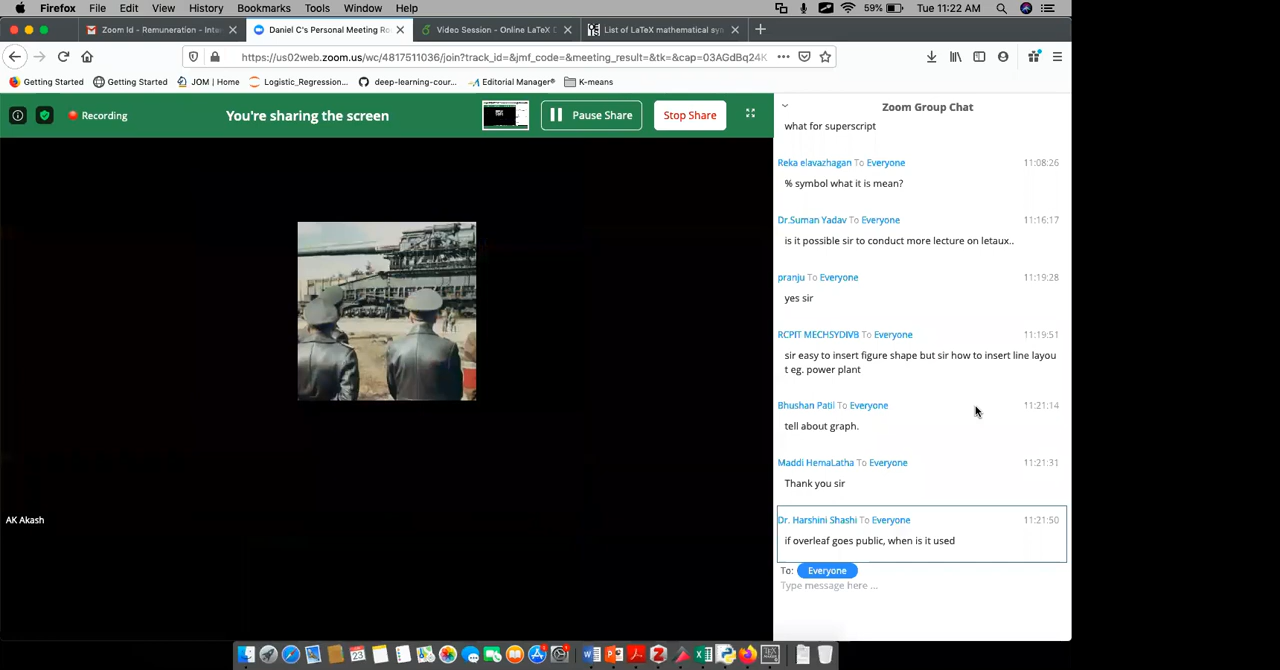 Firefox File Edit View History Bookmarks Tools Window Help 59% Tue 11:22 AM
Zoom Id - Remuneration - Inte
Daniel C's Personal Meeting Ro
Video Session - Online LaTeX E
List of LaTeX mathematical sym
https://us02web.zoom.us/wc/4817511036/join?track_id=&jmf_code=&meeting_result=&tk=&cap=03AGdBq24K
Getting Started Getting Started JOM | Home Logistic_Regression... deep-learning-cour... Editorial Manager® K-means
Recording
You're sharing the screen
Pause Share
Stop Share
Zoom Group Chat
what for superscript
Reka elavazhagan To Everyone 11:08:26
% symbol what it is mean?
Dr.Suman Yadav To Everyone 11:16:17
is it possible sir to conduct more lecture on letaux..
pranju To Everyone 11:19:28
yes sir
RCPIT MECHSYDIVB To Everyone 11:19:51
sir easy to insert figure shape but sir how to insert line layou
t eg. power plant
Bhushan Patil To Everyone 11:21:14
tell about graph.
Maddi HemaLatha To Everyone 11:21:31
Thank you sir
Dr. Harshini Shashi To Everyone 11:21:50
if overleaf goes public, when is it used
AK Akash
To: Everyone
Type message here ...